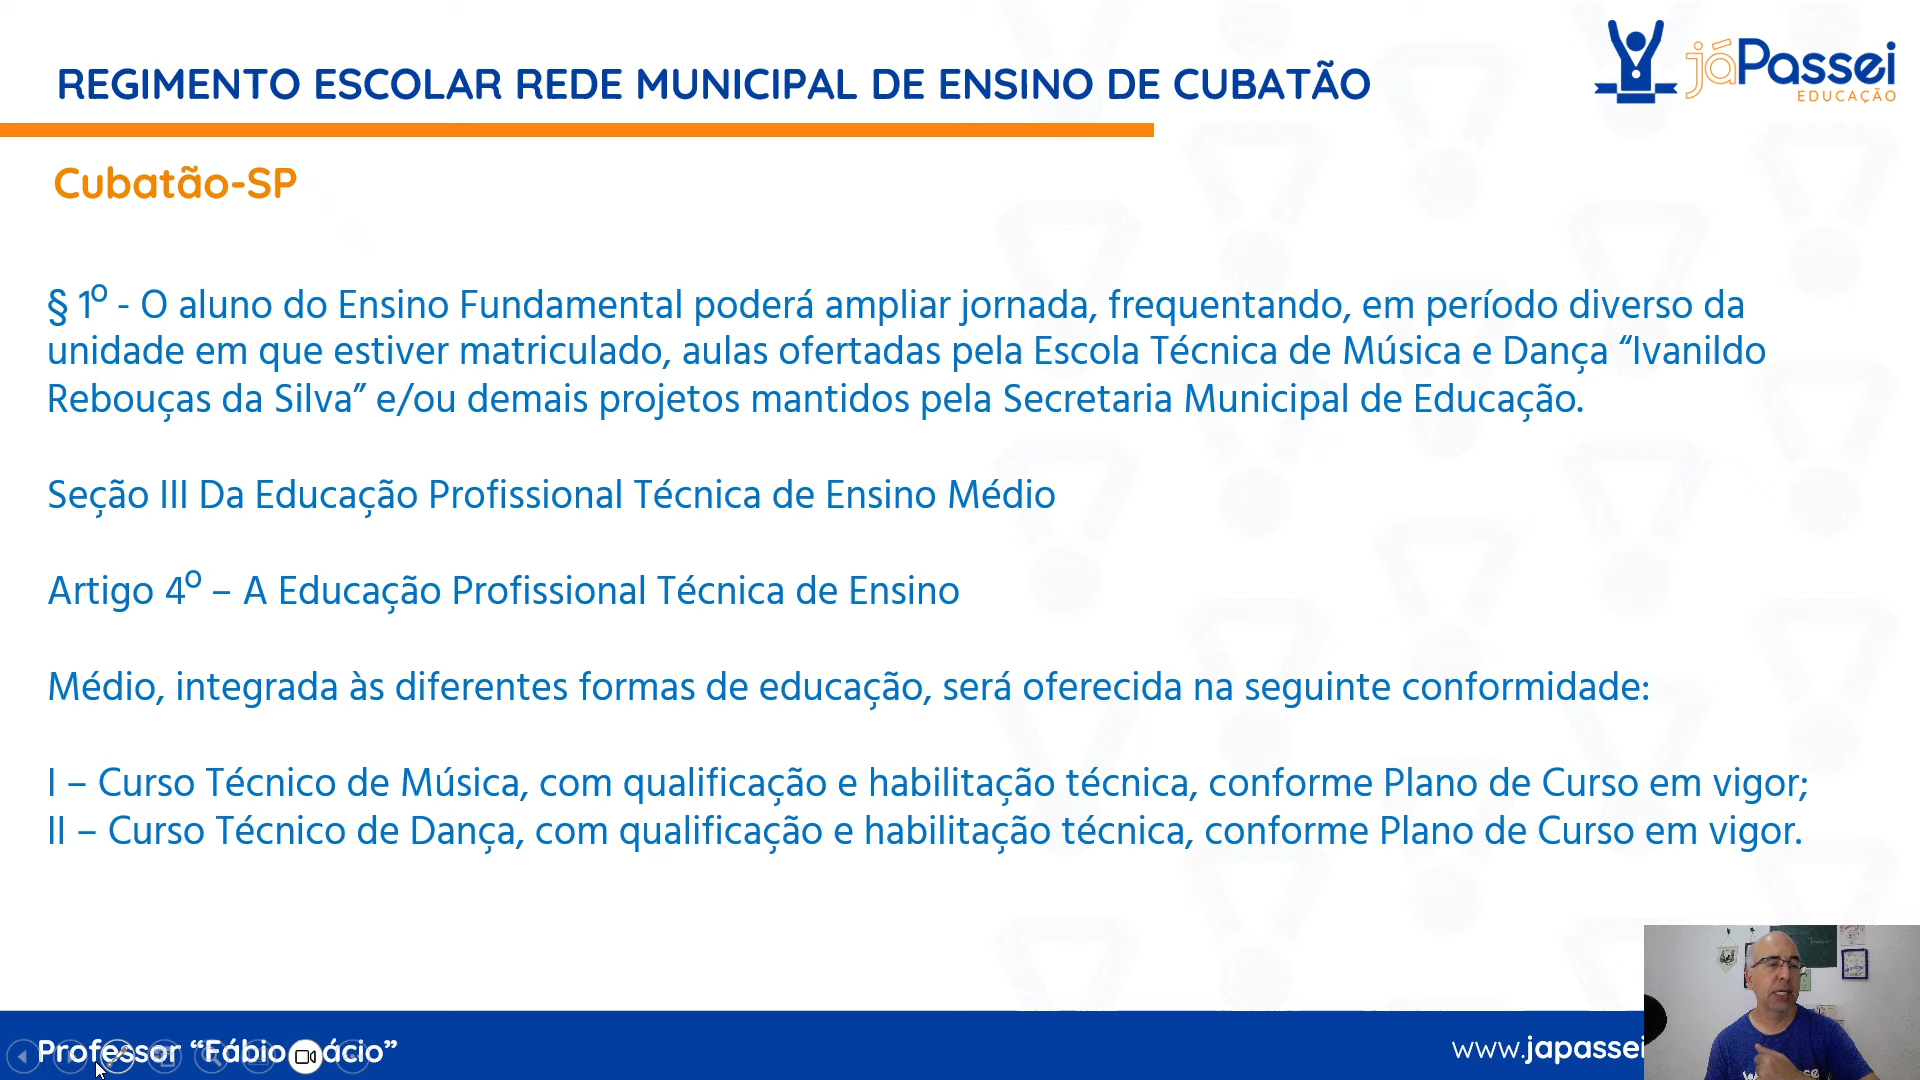 REGIMENTO ESCOLAR REDE MUNICIPAL DE ENSINO DE CUBATÃO
jáPassei
EDUCAÇÃO
Cubatão-SP
§ 1º - O aluno do Ensino Fundamental poderá ampliar jornada, frequentando, em período diverso da
unidade em que estiver matriculado, aulas ofertadas pela Escola Técnica de Música e Dança “Ivanildo
Rebouças da Silva” e/ou demais projetos mantidos pela Secretaria Municipal de Educação.
Seção III Da Educação Profissional Técnica de Ensino Médio
Artigo 4º – A Educação Profissional Técnica de Ensino
Médio, integrada às diferentes formas de educação, será oferecida na seguinte conformidade:
I – Curso Técnico de Música, com qualificação e habilitação técnica, conforme Plano de Curso em vigor;
II – Curso Técnico de Dança, com qualificação e habilitação técnica, conforme Plano de Curso em vigor.
Professor “Fábio ácio”
www.japassei